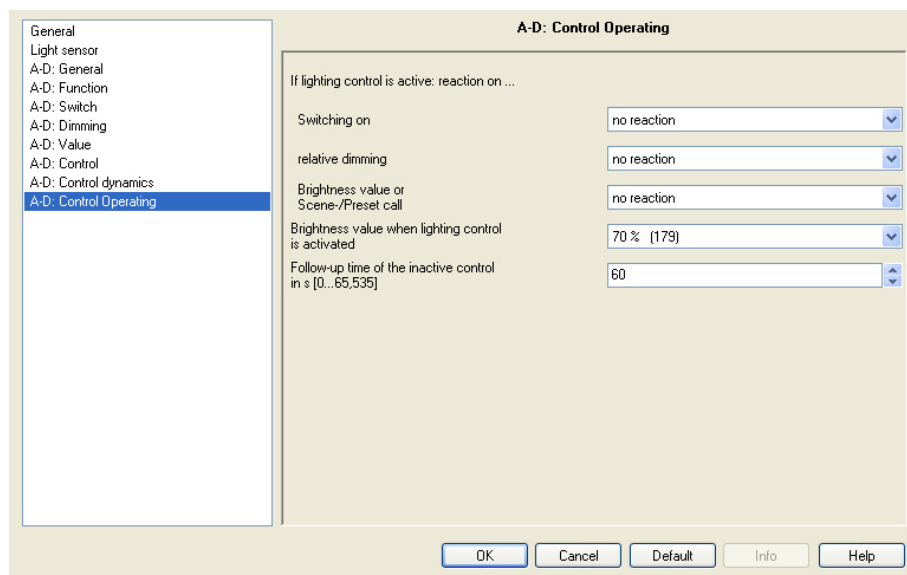 General
Light sensor
A-D: General
A-D: Function
A-D: Switch
A-D: Dimming
A-D: Value
A-D: Control
A-D: Control dynamics
A-D: Control Operating
A-D: Control Operating
If lighting control is active: reaction on ...
Switching on
no reaction
relative dimming
no reaction
Brightness value or
Scene-/Preset call
no reaction
Brightness value when lighting control
is activated
70 % (179)
Follow-up time of the inactive control
in s [0...65,535]
60
OK
Cancel
Default
Info
Help